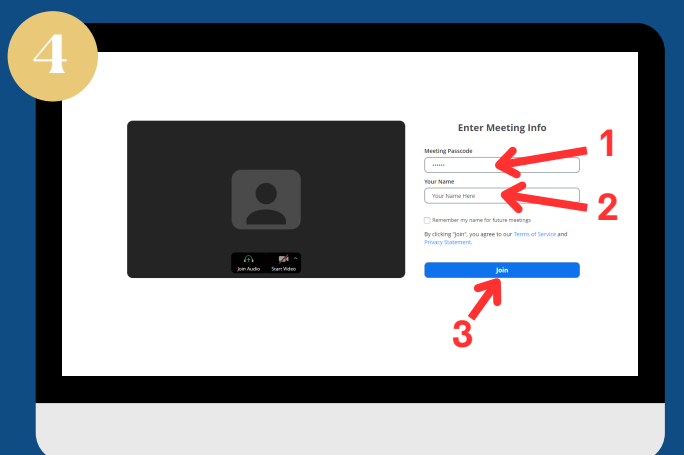 4
Enter Meeting Info
Meeting Passcode
······
1
Your Name
Your Name Here
2
Remember my name for future meetings
By clicking "Join", you agree to our Terms of Service and
Privacy Statement.
Join Audio Start Video
Join
3